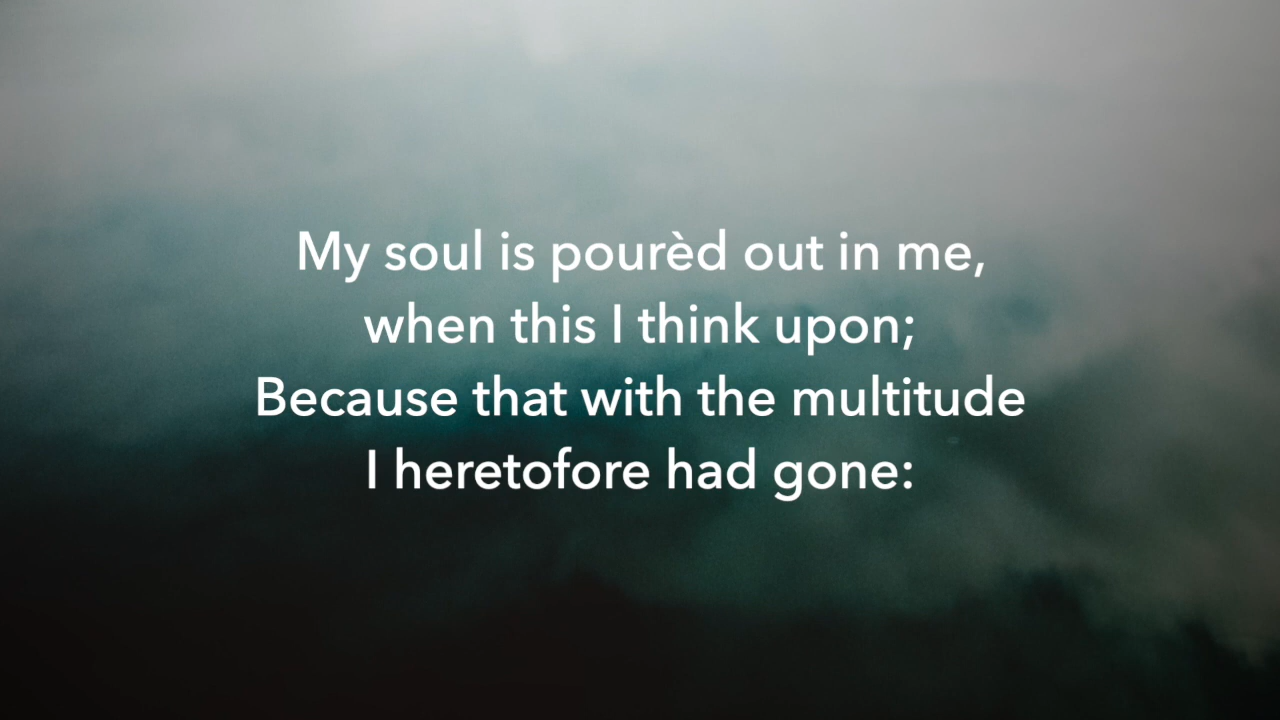 My soul is pourèd out in me,
when this I think upon;
Because that with the multitude
I heretofore had gone: